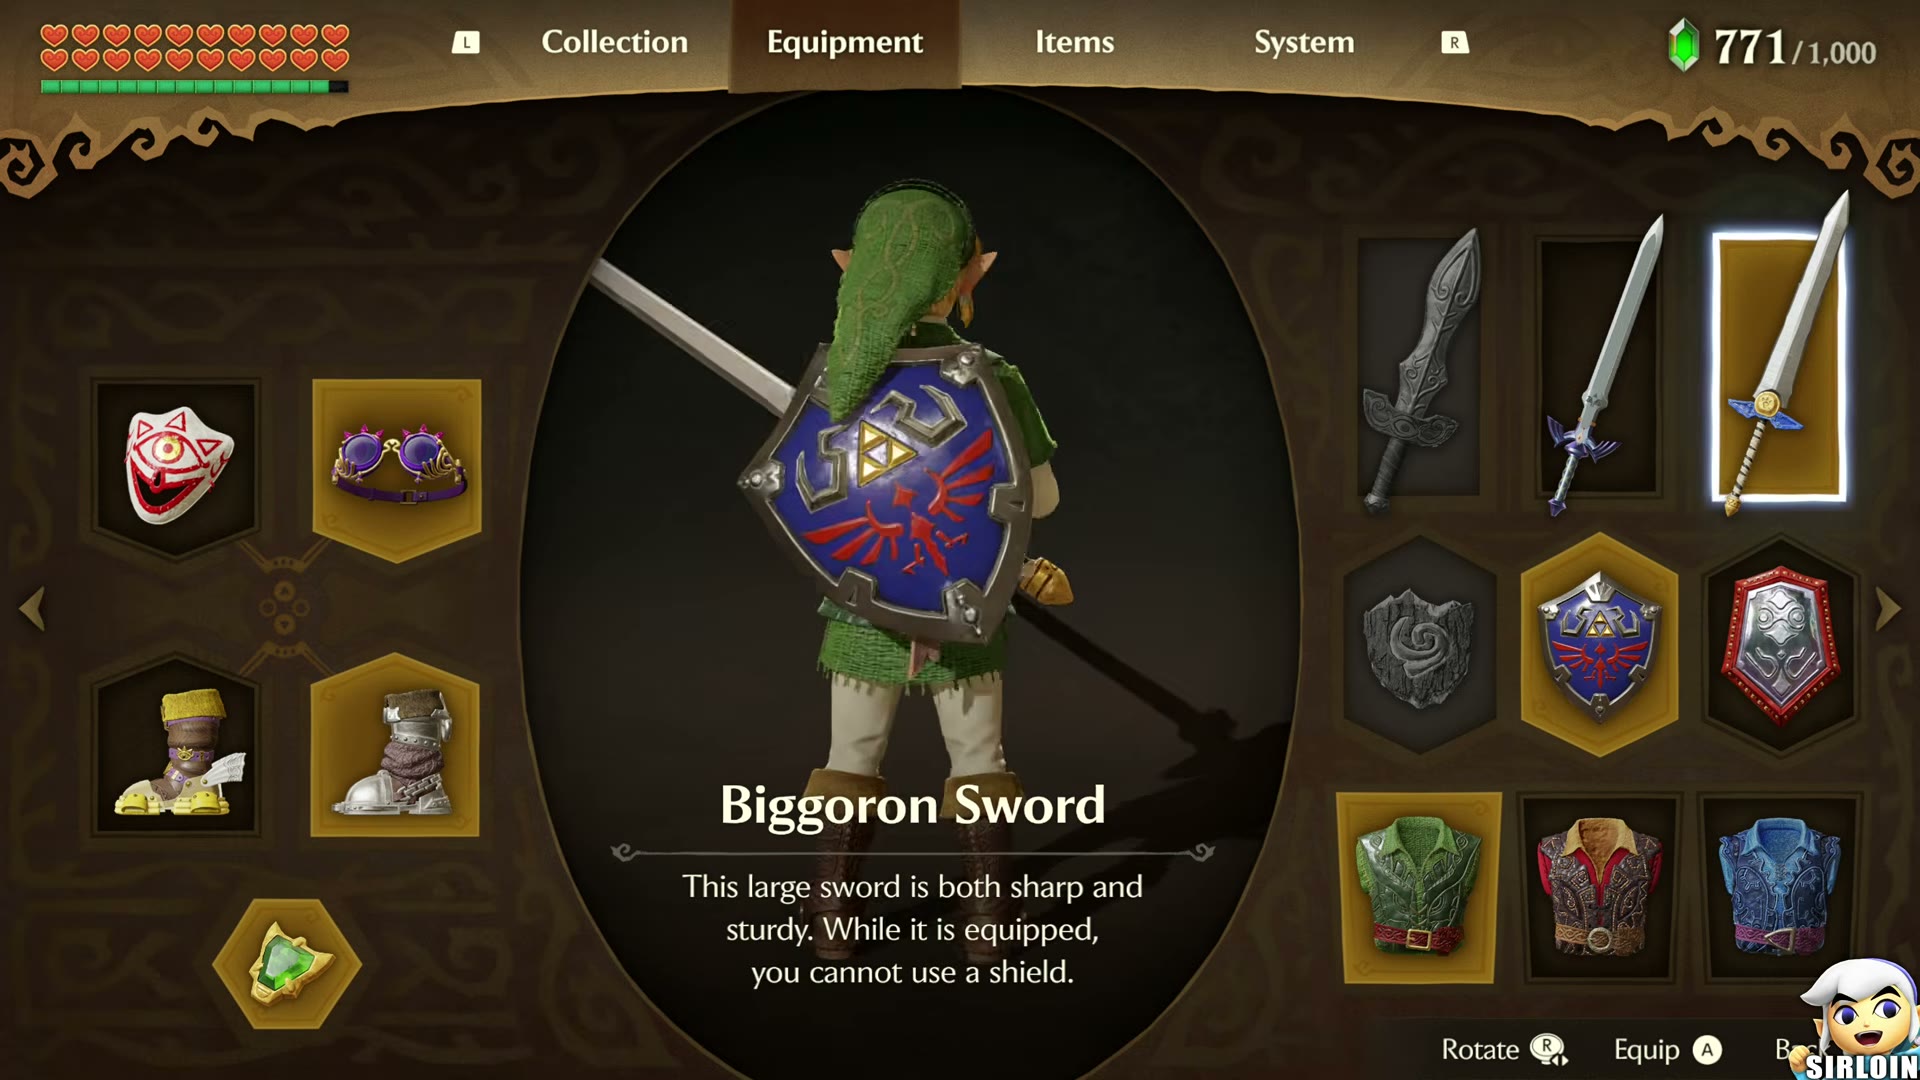 L
Collection
Equipment
Items
System
R
771/1,000
Biggoron Sword
This large sword is both sharp and
sturdy. While it is equipped,
you cannot use a shield.
Rotate R
Equip A
SIRLOIN